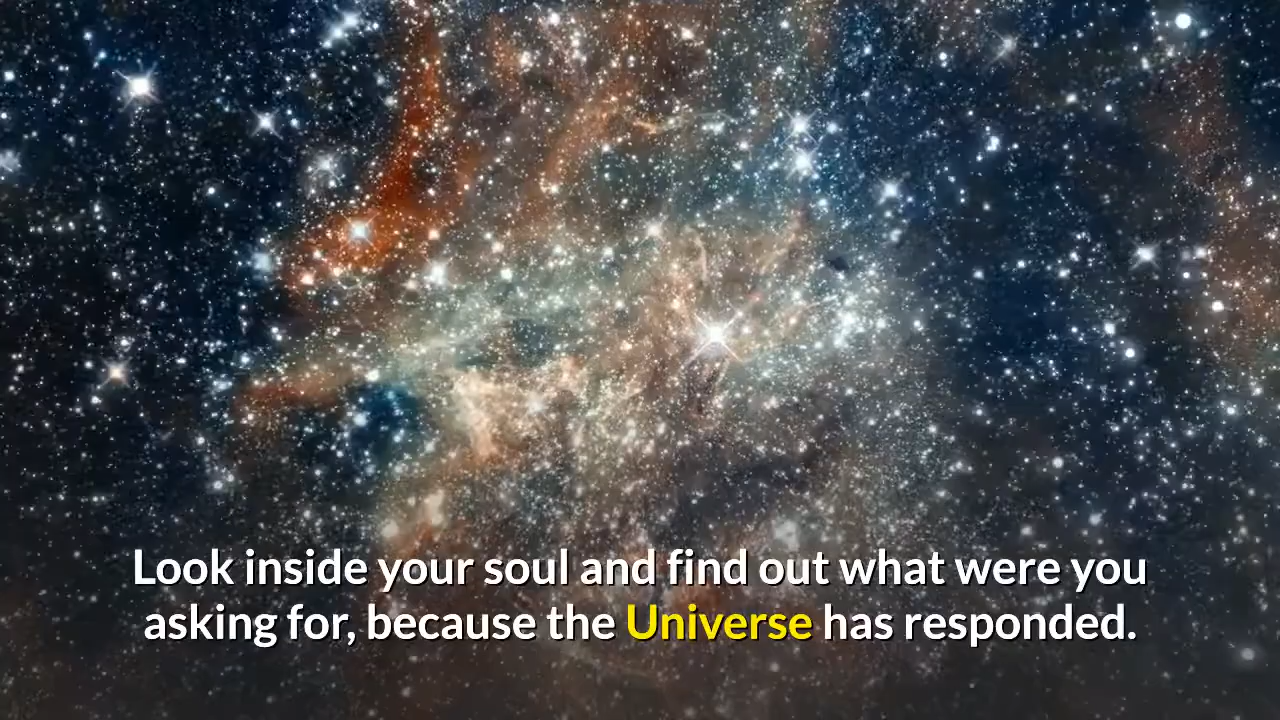 Look inside your soul and find out what were you
asking for, because the Universe has responded.